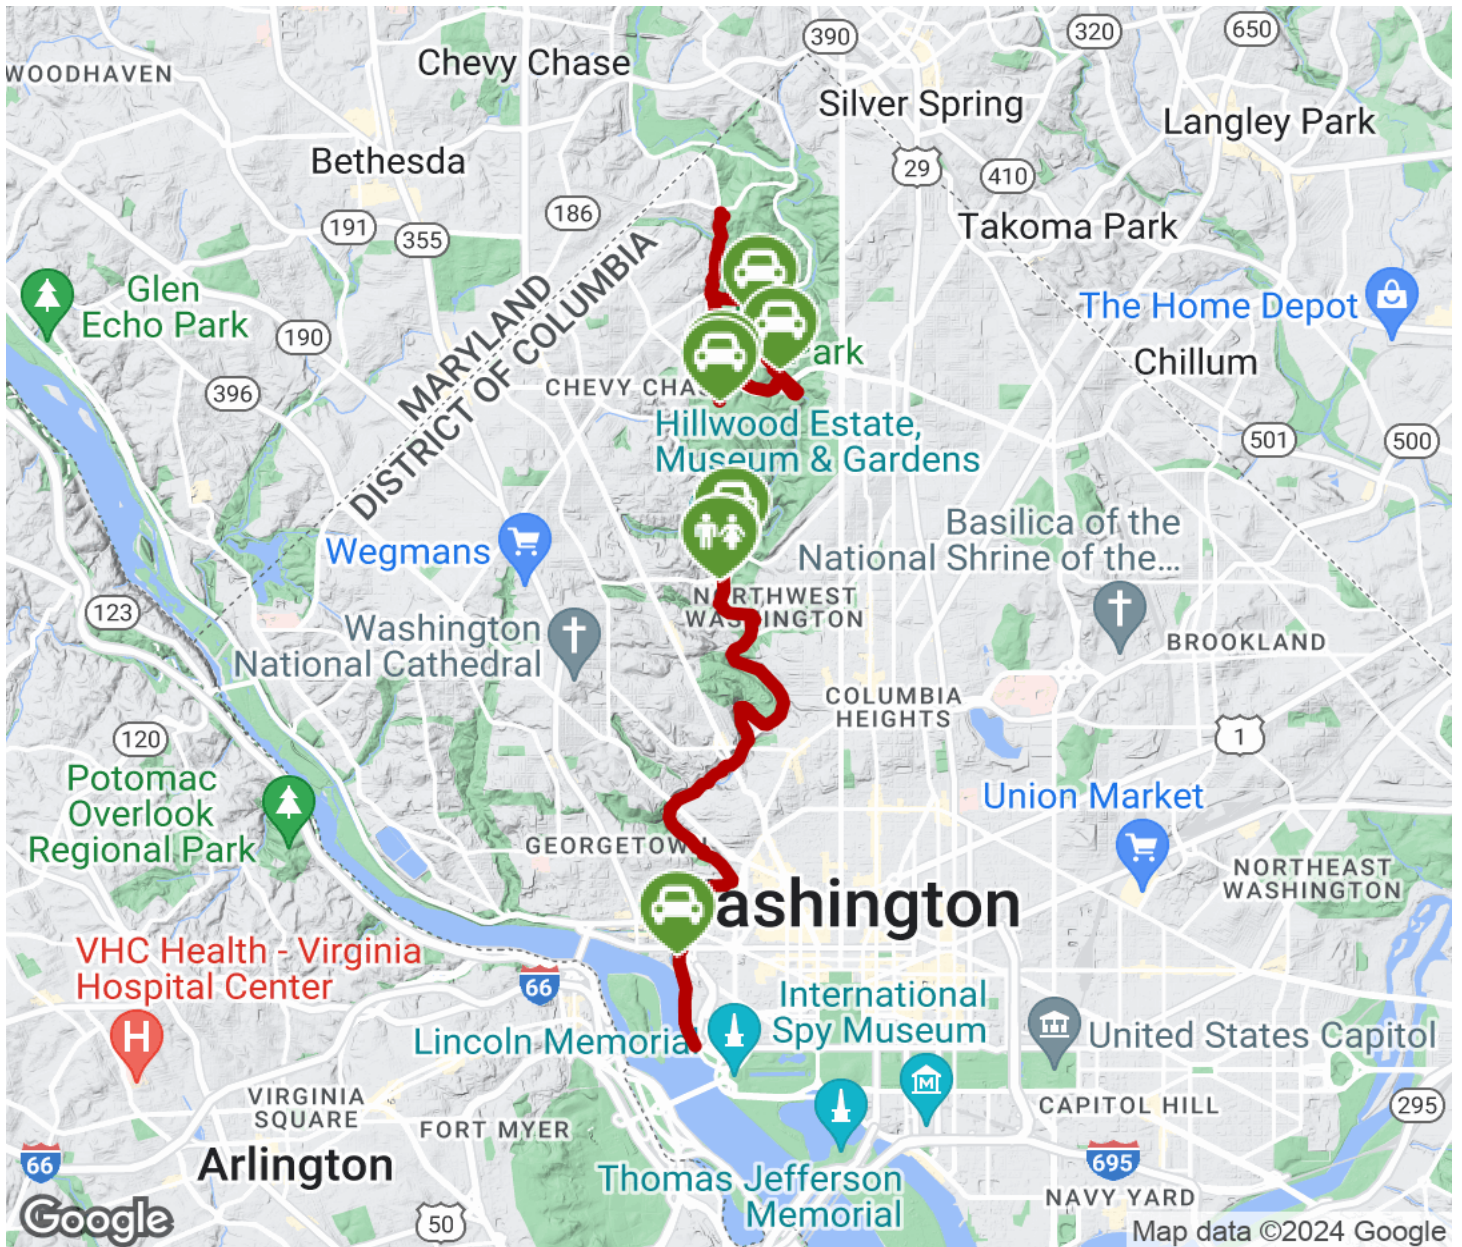 390
320
650
WOODHAVEN
Chevy Chase
Silver Spring
Langley Park
Bethesda
29
410
186
191
355
Takoma Park
Glen
Echo Park
MARYLAND
DISTRICT OF COLUMBIA
The Home Depot
190
ark
Chillum
396
CHEVY CHA
Hillwood Estate,
Museum & Gardens
501
500
Wegmans
Basilica of the
National Shrine of the...
123
NORTHWEST
WASHINGTON
Washington
National Cathedral
BROOKLAND
COLUMBIA
HEIGHTS
120
1
Potomac
Overlook
Regional Park
Union Market
GEORGETOW
NORTHEAST
WASHINGTON
ashington
VHC Health - Virginia
Hospital Center
H
66
International
Spy Museum
Lincoln Memorial
United States Capitol
M
VIRGINIA
SQUARE
FORT MYER
CAPITOL HILL
295
66
Arlington
695
Thomas Jefferson
Memorial
NAVY YARD
Google
50
Map data ©2024 Google